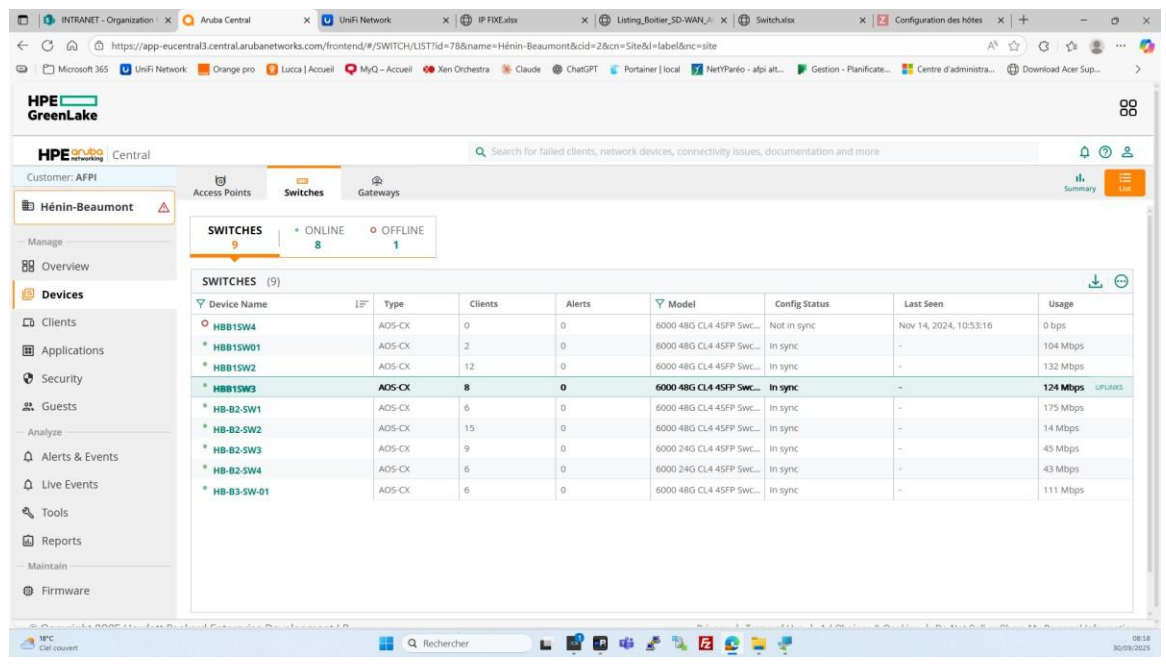 INTRANET - Organization
Aruba Central
UniFi Network
IP FIXE.xlsx
Listing_Boitier_SD-WAN_A
Switch.xlsx
Configuration des hôtes
https://app-eucentral3.central.arubanetworks.com/frontend/#/SWITCH/LIST?id=78&name=Hénin-Beaumont&cid=2&cn=Site&dl=label&nc=site
Microsoft 365 UniFi Network Orange pro Lucca | Accueil MyQ – Accueil Xen Orchestra Claude ChatGPT Portainer | local NetYParéo - afpi alt... Gestion - Planificate... Centre d'administra... Download Acer Sup...
HPE
GreenLake
HPE aruba networking Central
Search for failed clients, network devices, connectivity issues, documentation and more
Customer: AFPI
Hénin-Beaumont
Manage
Overview
Devices
Clients
Applications
Security
Guests
Analyze
Alerts & Events
Live Events
Tools
Reports
Maintain
Firmware
Access Points Switches Gateways
Summary List
SWITCHES ONLINE OFFLINE
9 8 1
SWITCHES (9)
Device Name Type Clients Alerts Model Config Status Last Seen Usage
HBB1SW4 AOS-CX 0 0 6000 48G CL4 4SFP Swc... Not in sync Nov 14, 2024, 10:53:16 0 bps
HBB1SW01 AOS-CX 2 0 6000 48G CL4 4SFP Swc... In sync - 104 Mbps
HBB1SW2 AOS-CX 12 0 6000 48G CL4 4SFP Swc... In sync - 132 Mbps
HBB1SW3 AOS-CX 8 0 6000 48G CL4 4SFP Swc... In sync - 124 Mbps UPLINKS
HB-B2-SW1 AOS-CX 6 0 6000 48G CL4 4SFP Swc... In sync - 175 Mbps
HB-B2-SW2 AOS-CX 15 0 6000 48G CL4 4SFP Swc... In sync - 14 Mbps
HB-B2-SW3 AOS-CX 9 0 6000 24G CL4 4SFP Swc... In sync - 45 Mbps
HB-B2-SW4 AOS-CX 6 0 6000 24G CL4 4SFP Swc... In sync - 43 Mbps
HB-B3-SW-01 AOS-CX 6 0 6000 48G CL4 4SFP Swc... In sync - 111 Mbps
18°C
Ciel couvert
Rechercher
08:18
30/09/2025